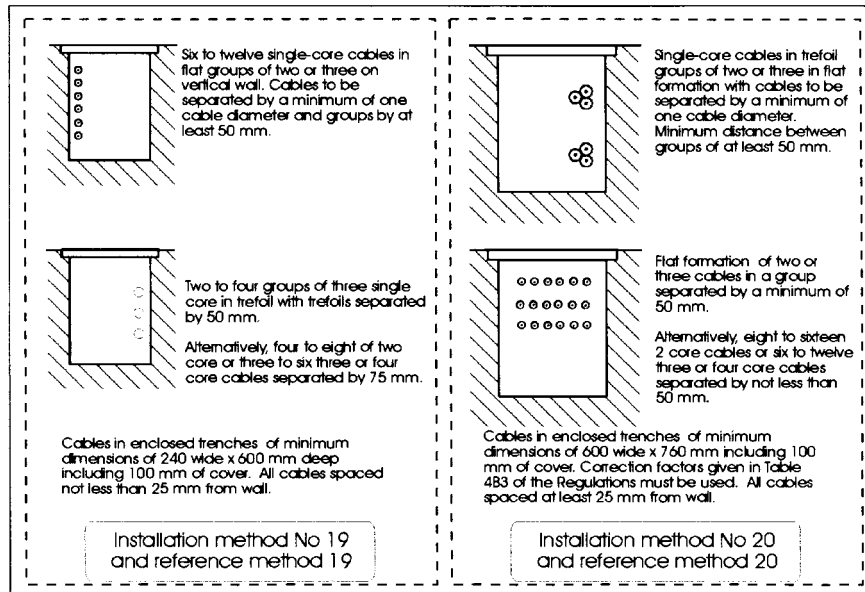 Six to twelve single-core cables in
flat groups of two or three on
vertical wall. Cables to be
separated by a minimum of one
cable diameter and groups by at
least 50 mm.
Two to four groups of three single
core in trefoil with trefoils separated
by 50 mm.
Alternatively, four to eight of two
core or three to six three or four
core cables separated by 75 mm.
Cables in enclosed trenches of minimum
dimensions of 240 wide x 600 mm deep
including 100 mm of cover. All cables spaced
not less than 25 mm from wall.
Installation method No 19
and reference method 19
Single-core cables in trefoil
groups of two or three in flat
formation with cables to be
separated by a minimum of
one cable diameter.
Minimum distance between
groups of at least 50 mm.
Flat formation of two or
three cables in a group
separated by a minimum of
50 mm.
Alternatively, eight to sixteen
2 core cables or six to twelve
three or four core cables
separated by not less than
50 mm.
Cables in enclosed trenches of minimum
dimensions of 600 wide x 760 mm including 100
mm of cover. Correction factors given in Table
4B3 of the Regulations must be used. All cables
spaced at least 25 mm from wall.
Installation method No 20
and reference method 20